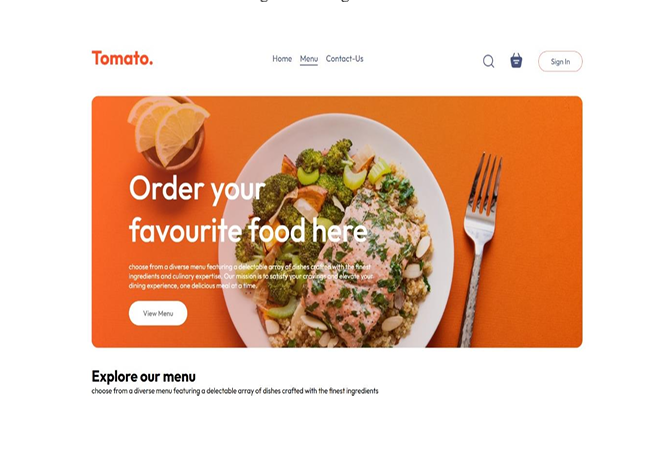 Tomato.
Home Menu Contact-Us
Sign In
Order your
favourite food here
choose from a diverse menu featuring a delectable array of dishes crafted with the finest
ingredients and culinary expertise. Our mission is to satisfy your cravings and elevate your
dining experience, one delicious meal at a time.
View Menu
Explore our menu
choose from a diverse menu featuring a delectable array of dishes crafted with the finest ingredients